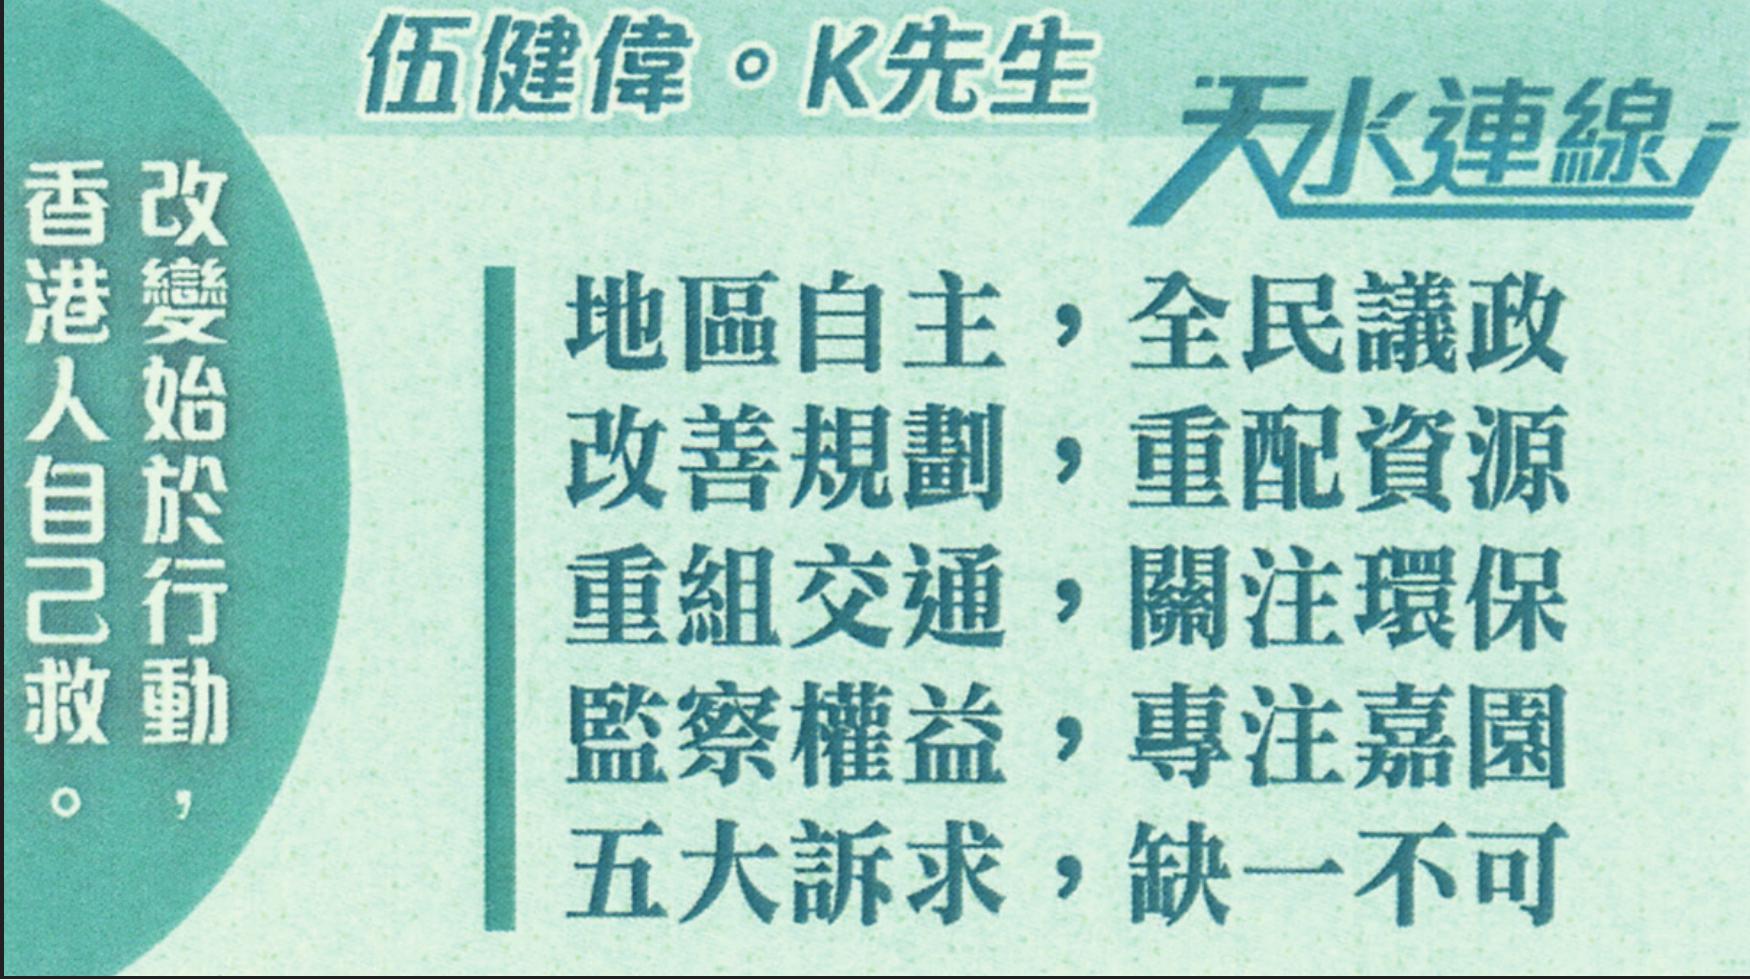 伍健偉。K先生
天水連線
改變始於行動，
香港人自己救。
地區自主，全民議政
改善規劃，重配資源
重組交通，關注環保
監察權益，專注嘉園
五大訴求，缺一不可